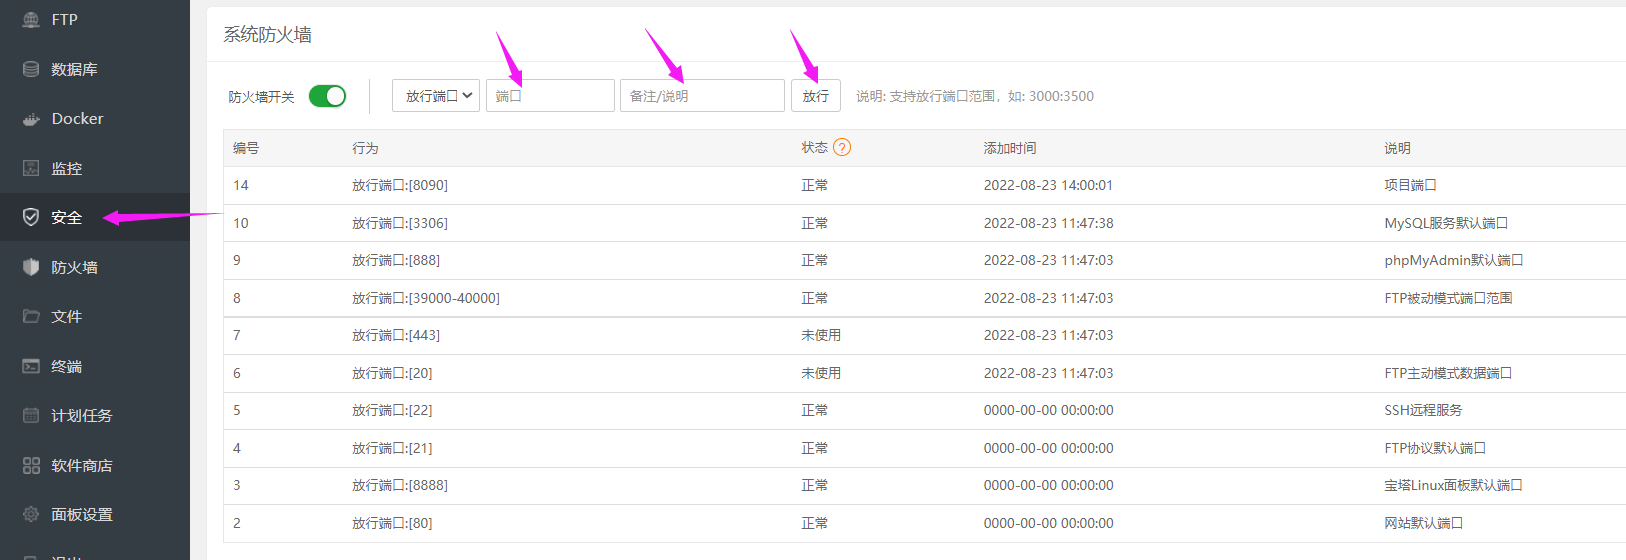 FTP
数据库
Docker
监控
安全
防火墙
文件
终端
计划任务
软件商店
面板设置
系统防火墙
防火墙开关 放行端口 端口 备注/说明 放行 说明: 支持放行端口范围，如: 3000:3500
编号 行为 状态 ? 添加时间 说明
14 放行端口:[8090] 正常 2022-08-23 14:00:01 项目端口
10 放行端口:[3306] 正常 2022-08-23 11:47:38 MySQL服务默认端口
9 放行端口:[888] 正常 2022-08-23 11:47:03 phpMyAdmin默认端口
8 放行端口:[39000-40000] 正常 2022-08-23 11:47:03 FTP被动模式端口范围
7 放行端口:[443] 未使用 2022-08-23 11:47:03
6 放行端口:[20] 未使用 2022-08-23 11:47:03 FTP主动模式数据端口
5 放行端口:[22] 正常 0000-00-00 00:00:00 SSH远程服务
4 放行端口:[21] 正常 0000-00-00 00:00:00 FTP协议默认端口
3 放行端口:[8888] 正常 0000-00-00 00:00:00 宝塔Linux面板默认端口
2 放行端口:[80] 正常 0000-00-00 00:00:00 网站默认端口